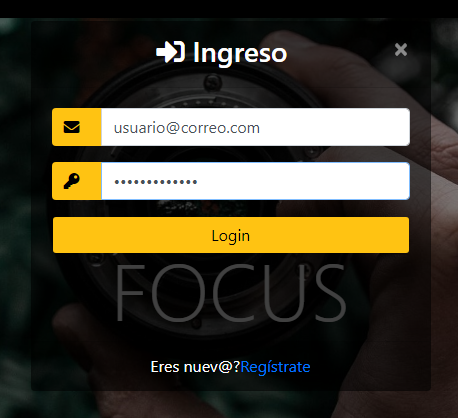 Ingreso ×
usuario@correo.com
•••••••••••••
Login
FOCUS
Eres nuev@?Regístrate